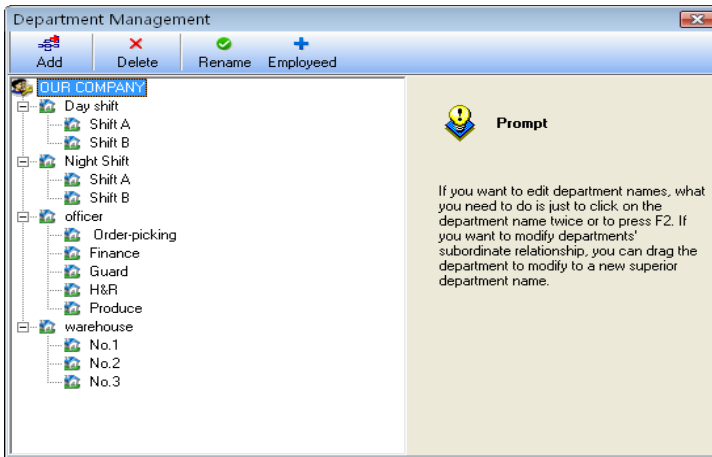 Department Management
Add Delete Rename Employeed
OUR COMPANY
Day shift
Shift A
Shift B
Night Shift
Shift A
Shift B
officer
Order-picking
Finance
Guard
H&R
Produce
warehouse
No.1
No.2
No.3
Prompt
If you want to edit department names, what
you need to do is just to click on the
department name twice or to press F2. If
you want to modify departments'
subordinate relationship, you can drag the
department to modify to a new superior
department name.